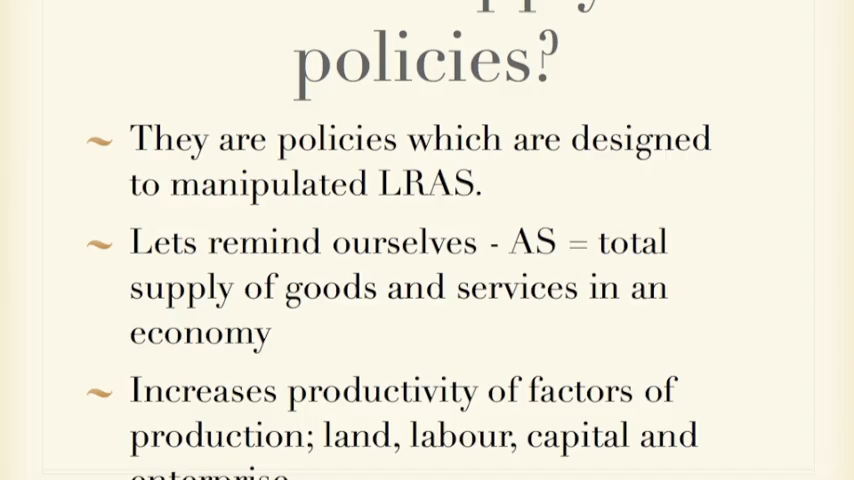 policies?
~ They are policies which are designed
to manipulated LRAS.
~ Lets remind ourselves - AS = total
supply of goods and services in an
economy
~ Increases productivity of factors of
production; land, labour, capital and